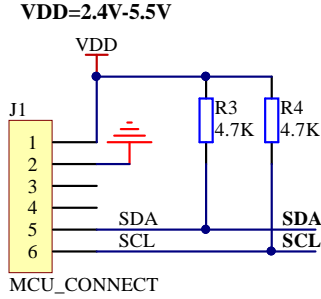 VDD=2.4V-5.5V
VDD
J1
R3
4.7K
R4
4.7K
1
2
3
4
5
6
SDA
SDA
SCL
SCL
MCU_CONNECT